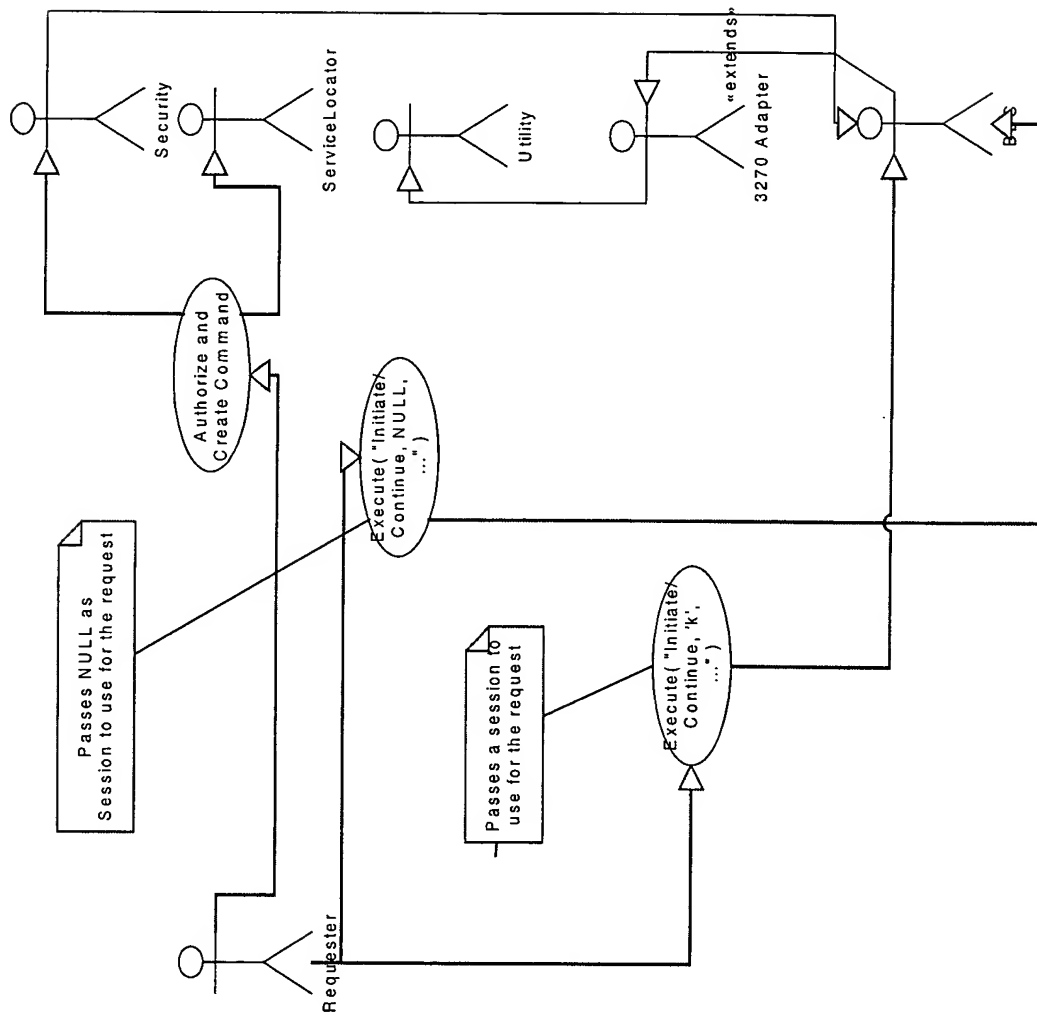 Security
ServiceLocator
Utility
«extends»
3270 Adapter
Authorize and
Create Command
Passes NULL as
Session to use for the request
Execute( "Initiate/
Continue, NULL,
..." )
Passes a session to
use for the request
Execute( "Initiate/
Continue, 'k',
..." )
Requester